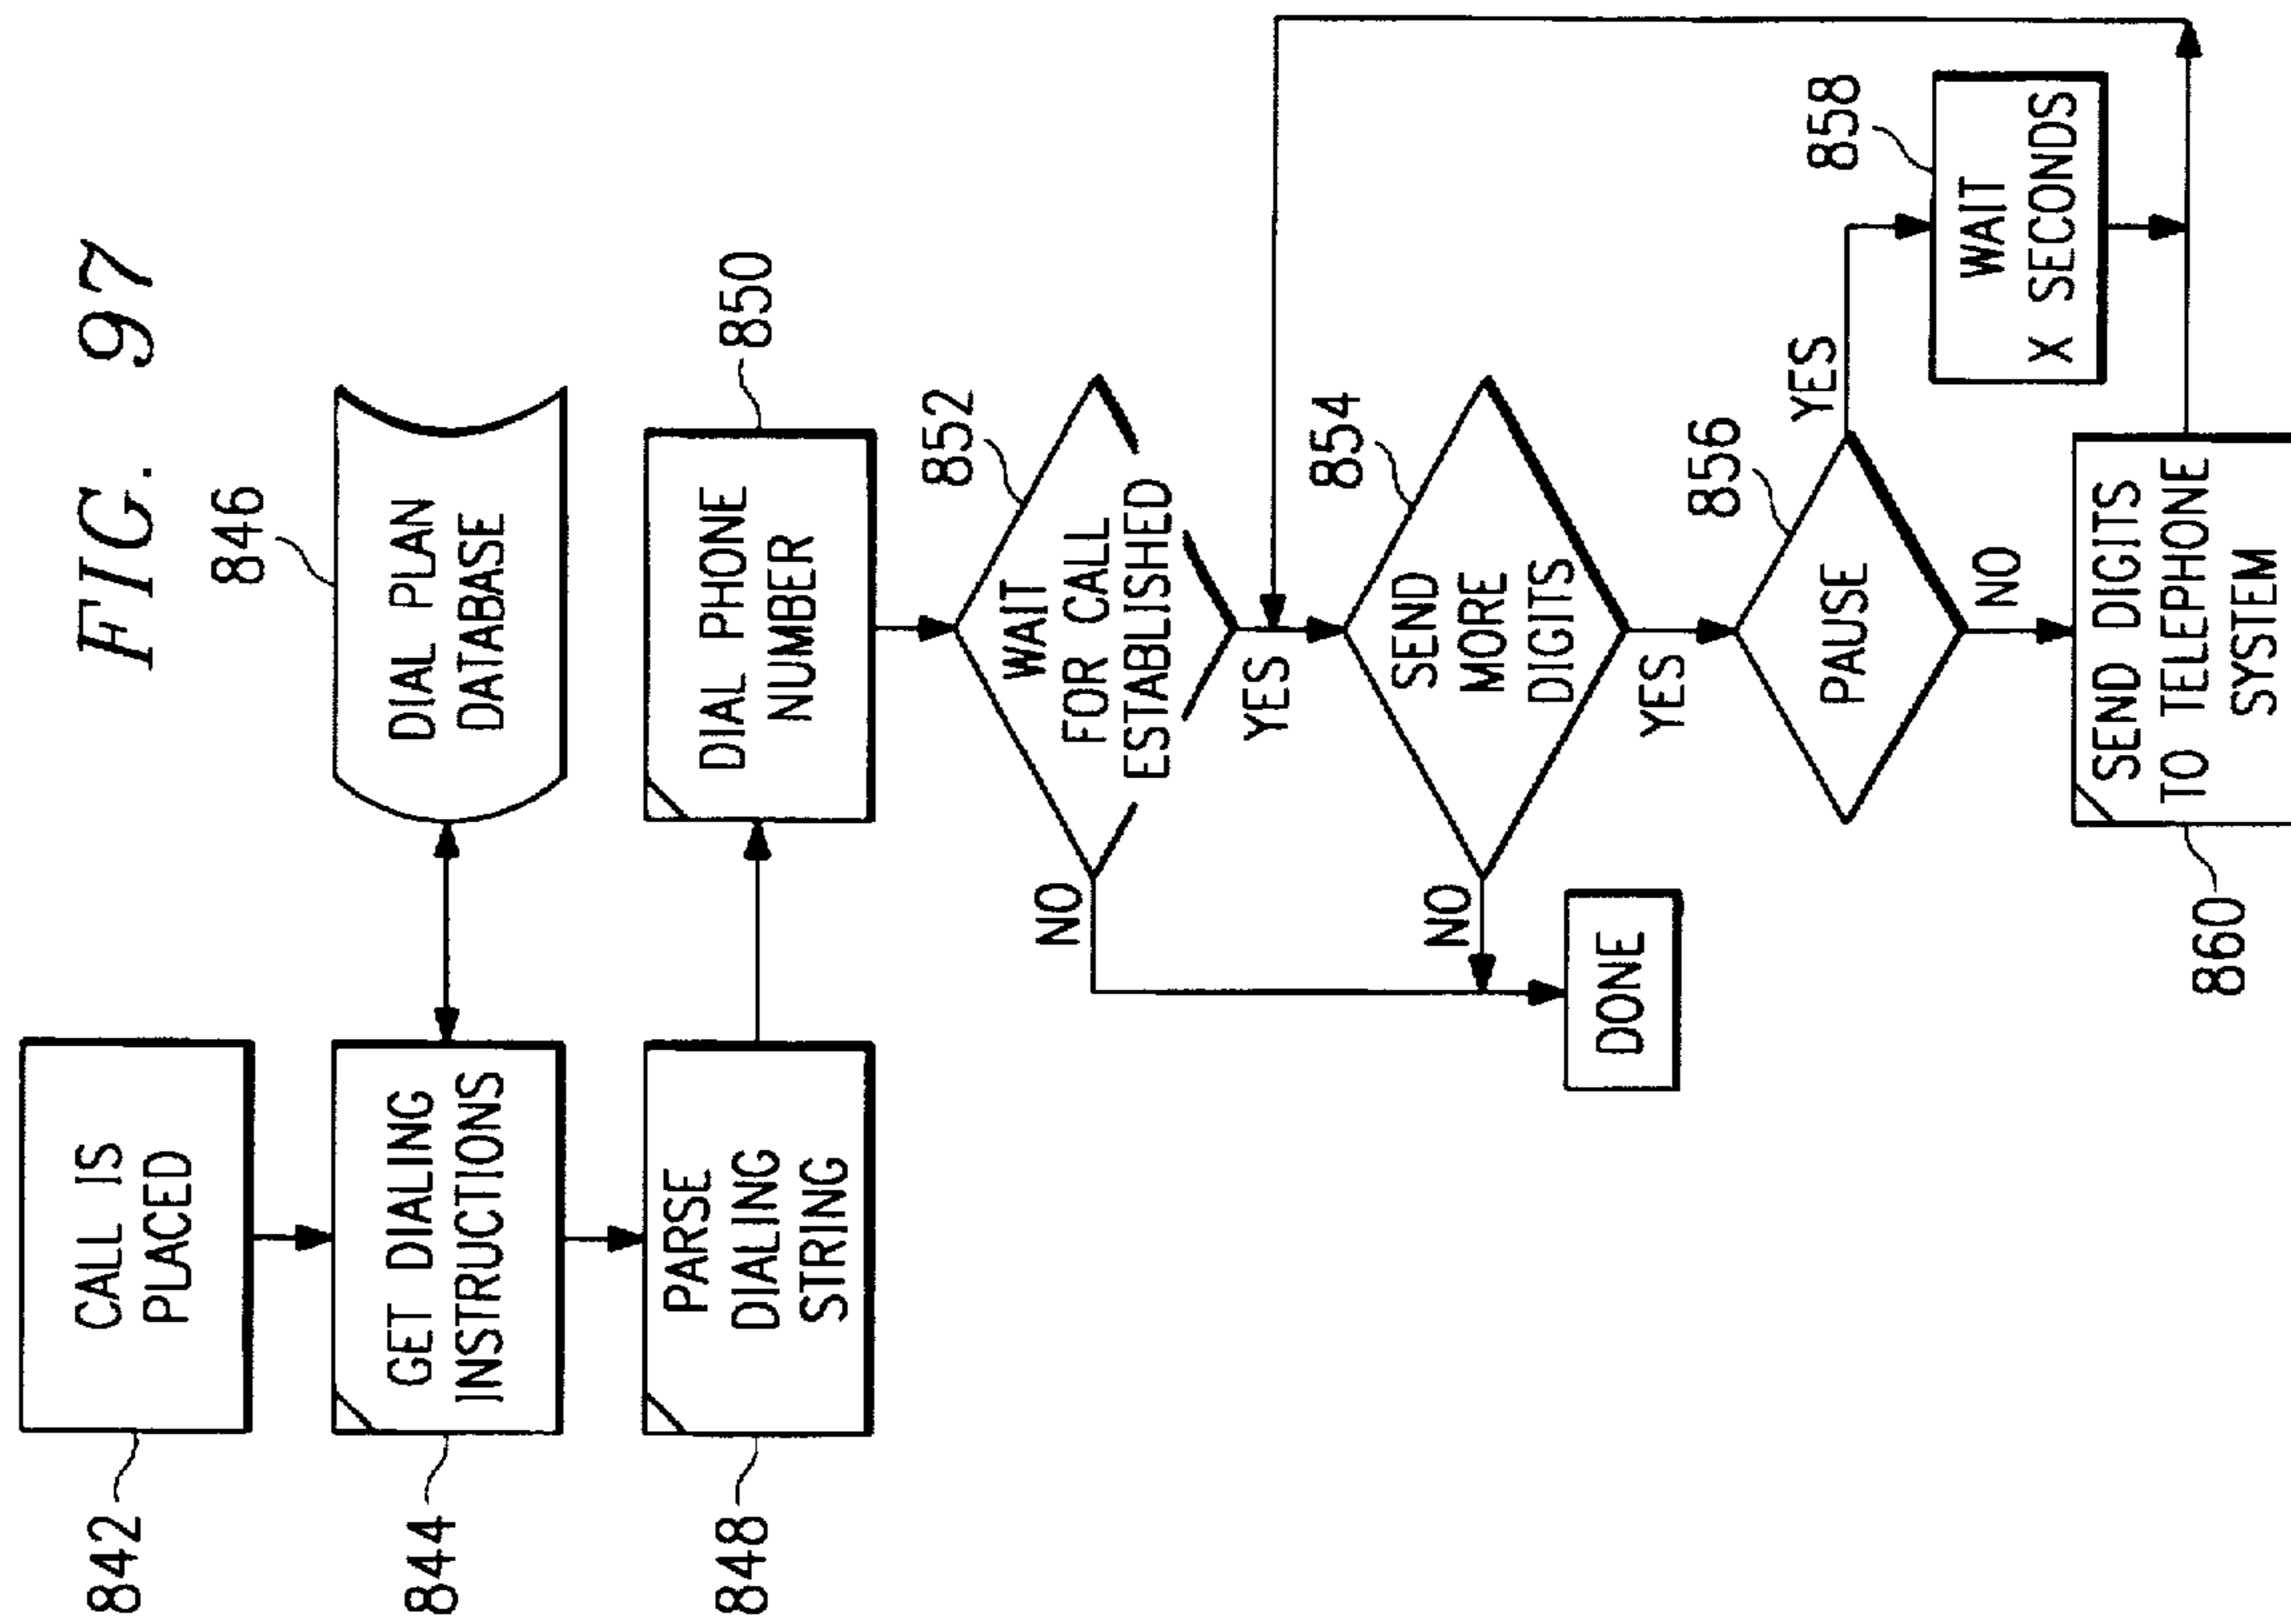 FIG. 97
842
CALL IS
PLACED
844
GET DIALING
INSTRUCTIONS
846
DIAL PLAN
DATABASE
848
PARSE
DIALING
STRING
850
DIAL PHONE
NUMBER
852
WAIT
FOR CALL
ESTABLISHED
NO
YES
854
SEND
MORE
DIGITS
NO
YES
DONE
856
PAUSE
YES
NO
858
WAIT
X SECONDS
860
SEND DIGITS
TO TELEPHONE
SYSTEM